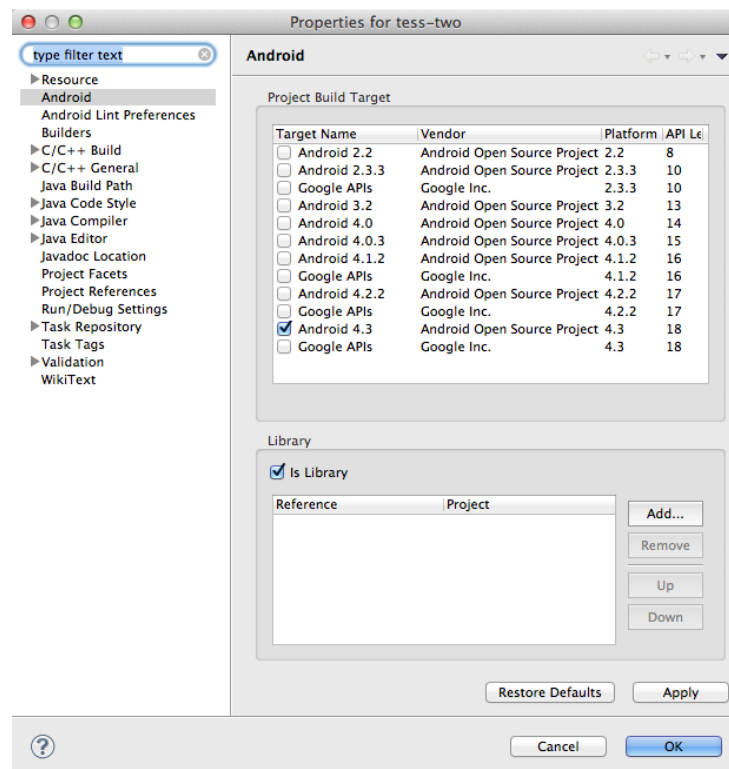 Properties for tess-two
type filter text
Resource
Android
Android Lint Preferences
Builders
C/C++ Build
C/C++ General
Java Build Path
Java Code Style
Java Compiler
Java Editor
Javadoc Location
Project Facets
Project References
Run/Debug Settings
Task Repository
Task Tags
Validation
WikiText
Android
Project Build Target
Target Name Vendor Platform API Le
Android 2.2 Android Open Source Project 2.2 8
Android 2.3.3 Android Open Source Project 2.3.3 10
Google APIs Google Inc. 2.3.3 10
Android 3.2 Android Open Source Project 3.2 13
Android 4.0 Android Open Source Project 4.0 14
Android 4.0.3 Android Open Source Project 4.0.3 15
Android 4.1.2 Android Open Source Project 4.1.2 16
Google APIs Google Inc. 4.1.2 16
Android 4.2.2 Android Open Source Project 4.2.2 17
Google APIs Google Inc. 4.2.2 17
Android 4.3 Android Open Source Project 4.3 18
Google APIs Google Inc. 4.3 18
Library
Is Library
Reference Project
Add...
Remove
Up
Down
Restore Defaults Apply
? Cancel OK